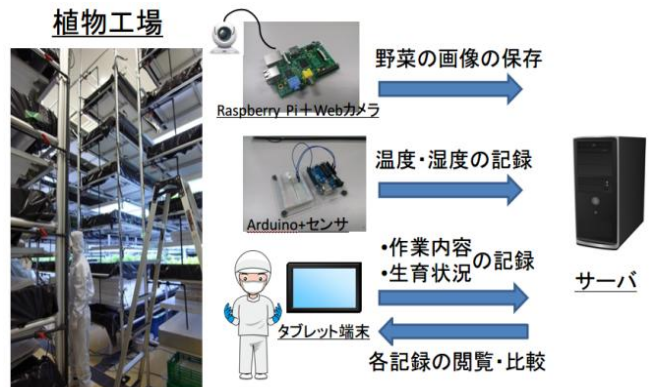 植物工場
Raspberry Pi+Webカメラ
野菜の画像の保存
Arduino+センサ
温度・湿度の記録
タブレット端末
・作業内容
・生育状況
の記録
各記録の閲覧・比較
サーバ